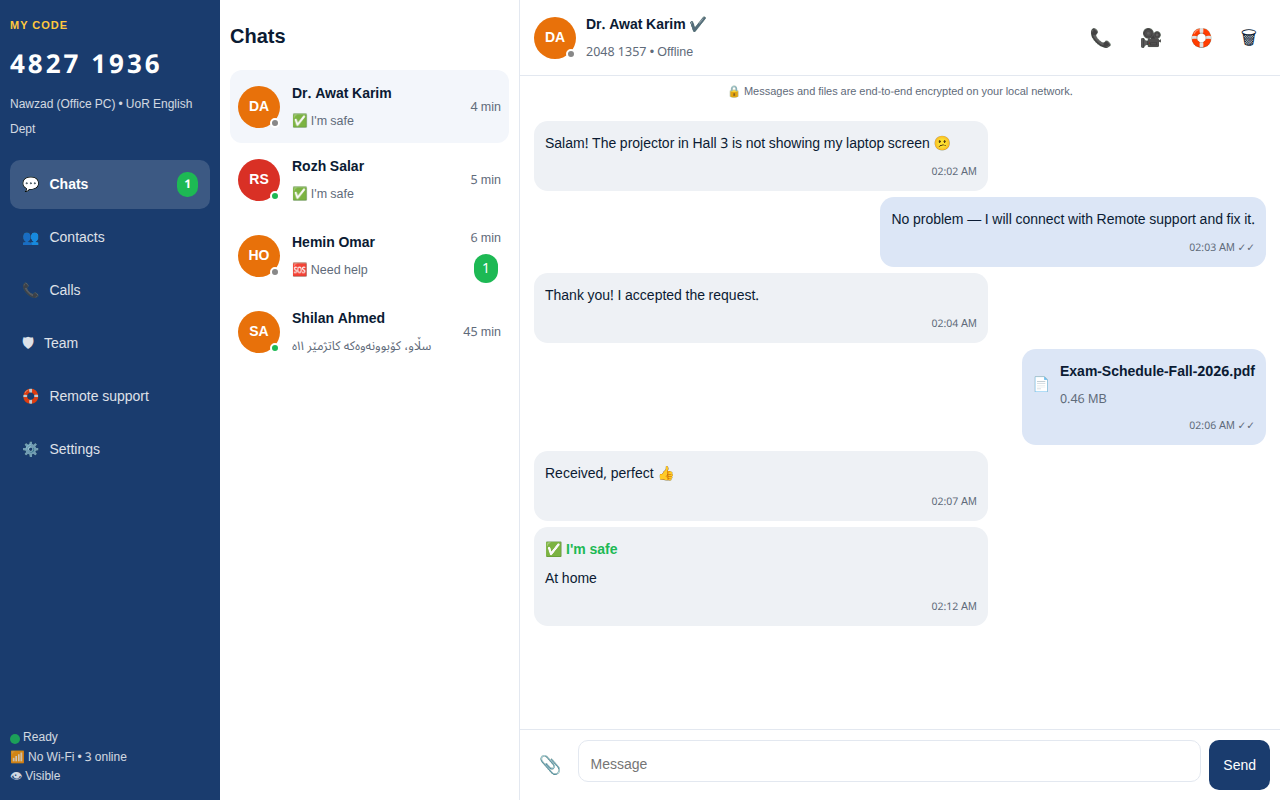 MY CODE
4827 1936
Nawzad (Office PC) • UoR English
Dept
Chats
1
Contacts
Calls
Team
Remote support
Settings
Ready
No Wi-Fi • 3 online
Visible
Chats
DA
Dr. Awat Karim
✅ I'm safe
4 min
RS
Rozh Salar
✅ I'm safe
5 min
HO
Hemin Omar
🆘 Need help
6 min
1
SA
Shilan Ahmed
سڵاو، کۆبوونەوەکە کاتژمێر ١١ە
45 min
DA
Dr. Awat Karim ✔
2048 1357 • Offline
🔒 Messages and files are end-to-end encrypted on your local network.
Salam! The projector in Hall 3 is not showing my laptop screen 😕
02:02 AM
No problem — I will connect with Remote support and fix it.
02:03 AM ✓✓
Thank you! I accepted the request.
02:04 AM
Exam-Schedule-Fall-2026.pdf
0.46 MB
02:06 AM ✓✓
Received, perfect 👍
02:07 AM
✅ I'm safe
At home
02:12 AM
Message
Send